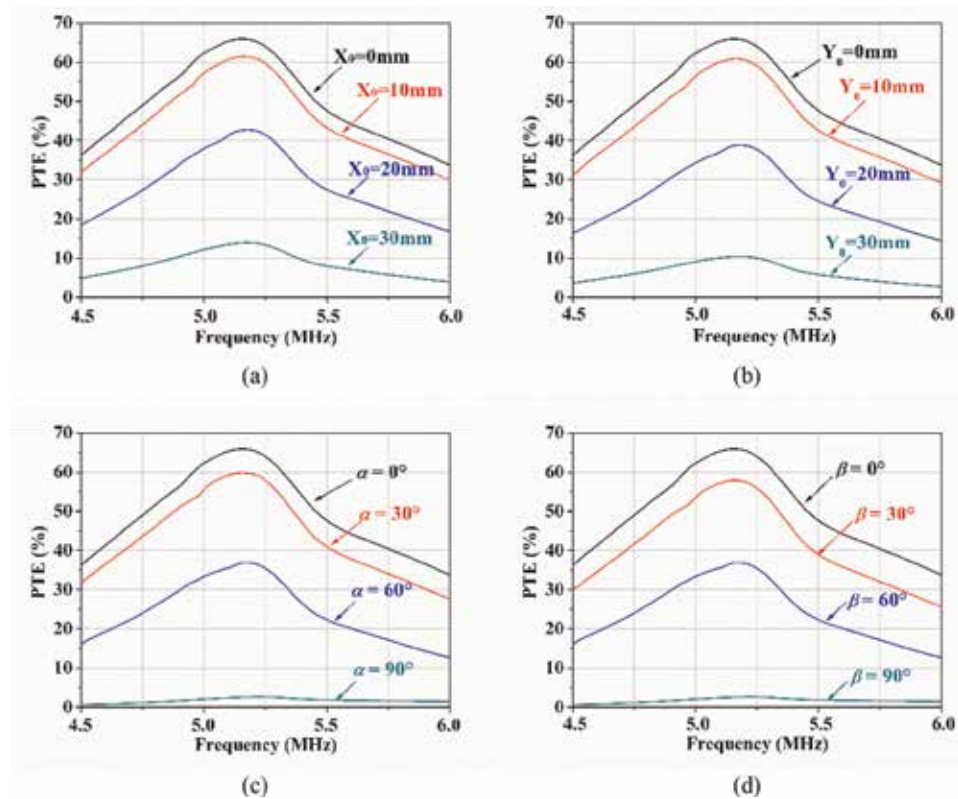 70
60
50
40
30
20
10
0
PTE (%)
X₀=0mm
X₀=10mm
X₀=20mm
X₀=30mm
4.5 5.0 5.5 6.0
Frequency (MHz)
(a)
70
60
50
40
30
20
10
0
PTE (%)
Y₀=0mm
Y₀=10mm
Y₀=20mm
Y₀=30mm
4.5 5.0 5.5 6.0
Frequency (MHz)
(b)
70
60
50
40
30
20
10
0
PTE (%)
α = 0°
α = 30°
α = 60°
α = 90°
4.5 5.0 5.5 6.0
Frequency (MHz)
(c)
70
60
50
40
30
20
10
0
PTE (%)
β = 0°
β = 30°
β = 60°
β = 90°
4.5 5.0 5.5 6.0
Frequency (MHz)
(d)